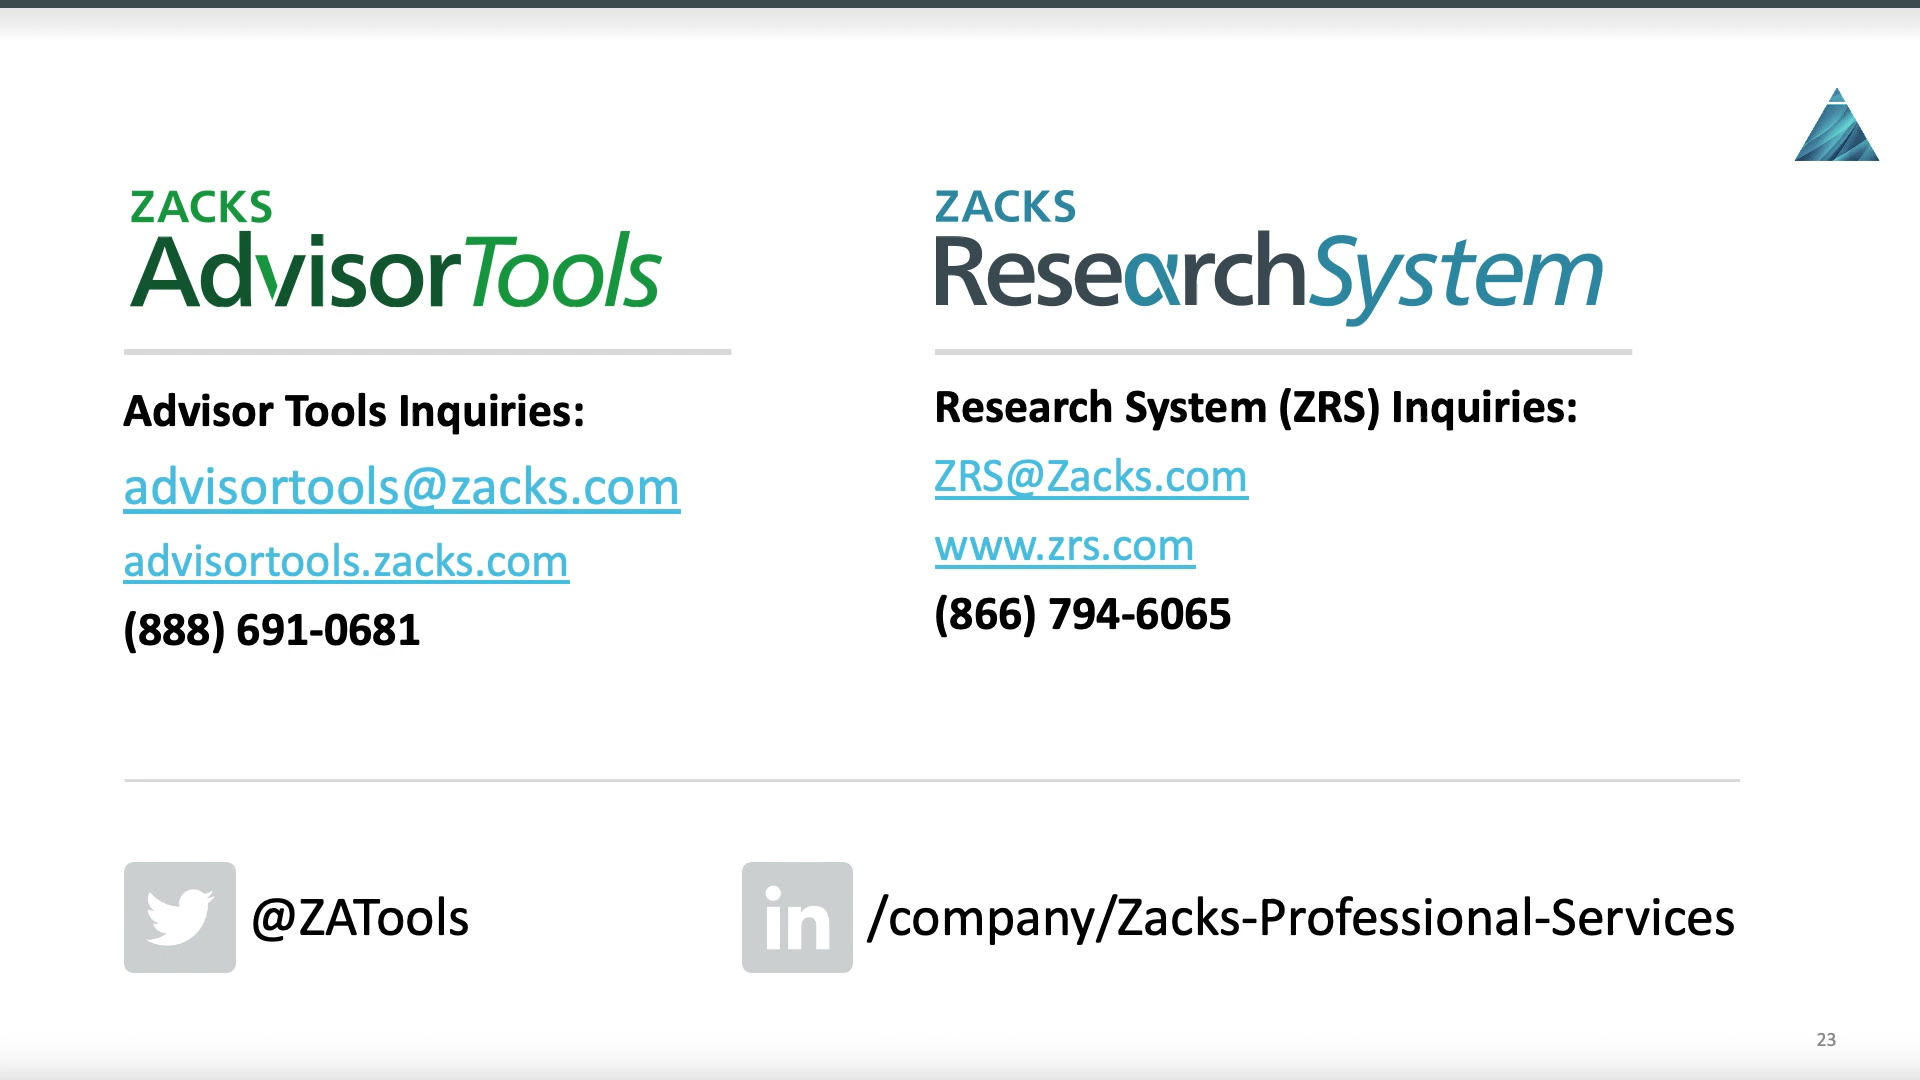 ZACKS
AdvisorTools
Advisor Tools Inquiries:
advisortools@zacks.com
advisortools.zacks.com
(888) 691-0681
ZACKS
ResearchSystem
Research System (ZRS) Inquiries:
ZRS@Zacks.com
www.zrs.com
(866) 794-6065
@ZATools
in /company/Zacks-Professional-Services
23